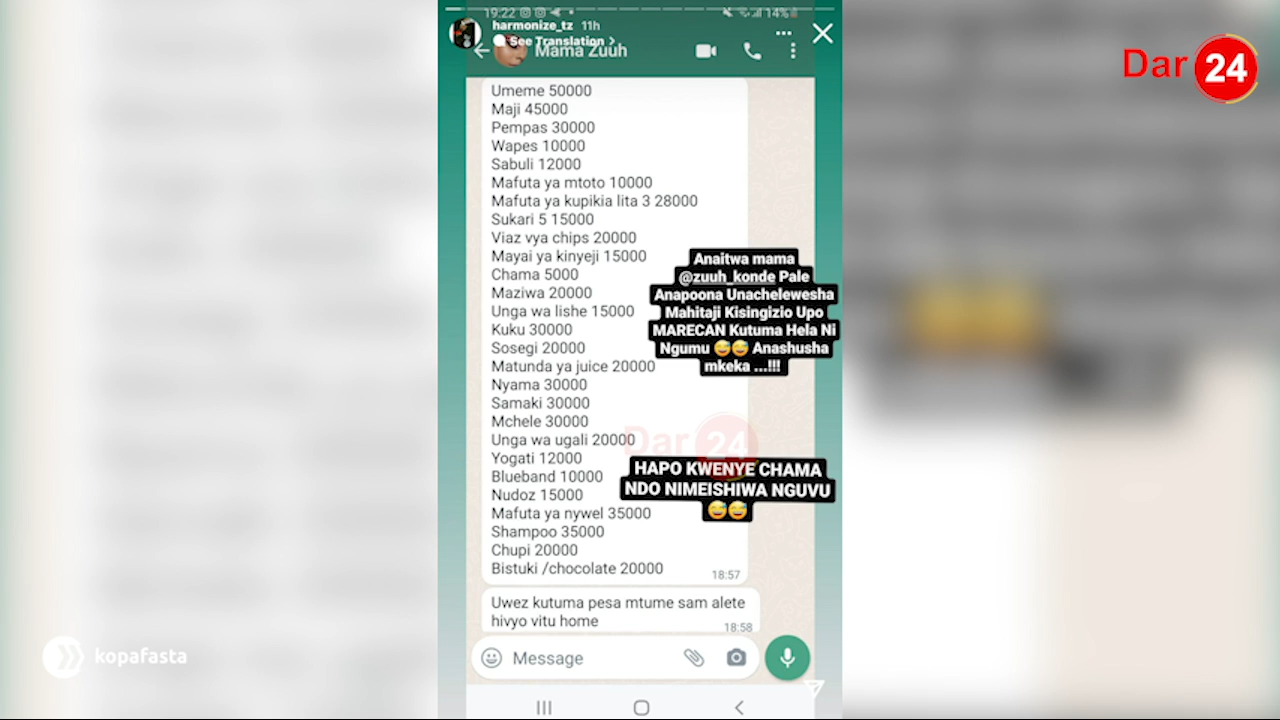 19:22
14%
harmonize_tz 11h
See Translation >
Mama Zuuh
Dar 24
Umeme 50000
Maji 45000
Pempas 30000
Wapes 10000
Sabuli 12000
Mafuta ya mtoto 10000
Mafuta ya kupikia lita 3 28000
Sukari 5 15000
Viaz vya chips 20000
Mayai ya kinyeji 15000
Chama 5000
Maziwa 20000
Unga wa lishe 15000
Kuku 30000
Sosegi 20000
Matunda ya juice 20000
Nyama 30000
Samaki 30000
Mchele 30000
Unga wa ugali 20000
Yogati 12000
Blueband 10000
Nudoz 15000
Mafuta ya nywel 35000
Shampoo 35000
Chupi 20000
Bistuki /chocolate 20000
18:57
Anaitwa mama
@zuuh_konde Pale
Anapoona Unachelewesha
Mahitaji Kisingizio Upo
MARECAN Kutuma Hela Ni
Ngumu 😅😅 Anashusha
mkeka ...!!!
Dar 24
HAPO KWENYE CHAMA
NDO NIMEISHIWA NGUVU
😅😅
Uwez kutuma pesa mtume sam alete
hivyo vitu home
18:58
Message
kopafasta